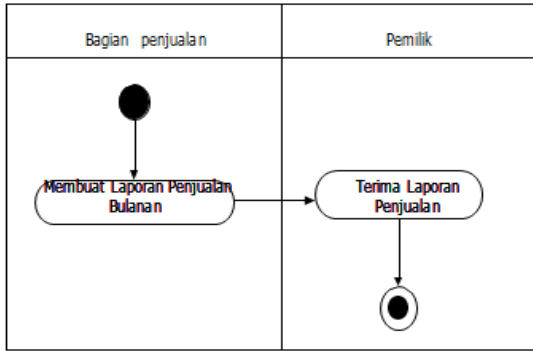 Bagian penjualan
Pemilik
Membuat Laporan Penjualan
Bulanan
Terima Laporan
Penjualan